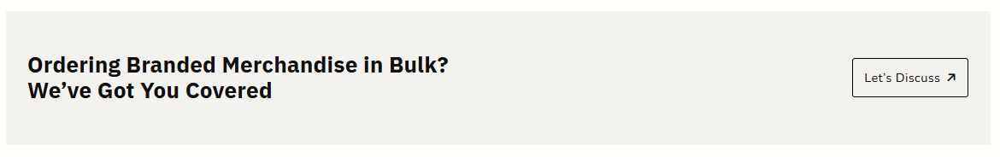 Ordering Branded Merchandise in Bulk?
We’ve Got You Covered
Let’s Discuss